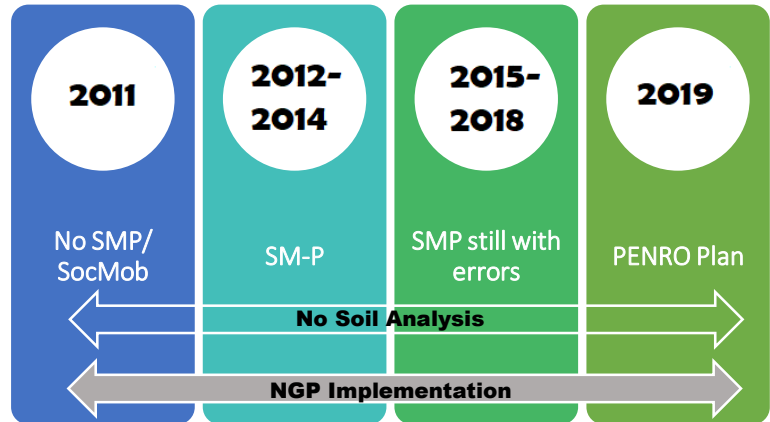 2011
2012-
2014
2015-
2018
2019
No SMP/
SocMob
SM-P
SMP still with
errors
PENRO Plan
No Soil Analysis
NGP Implementation